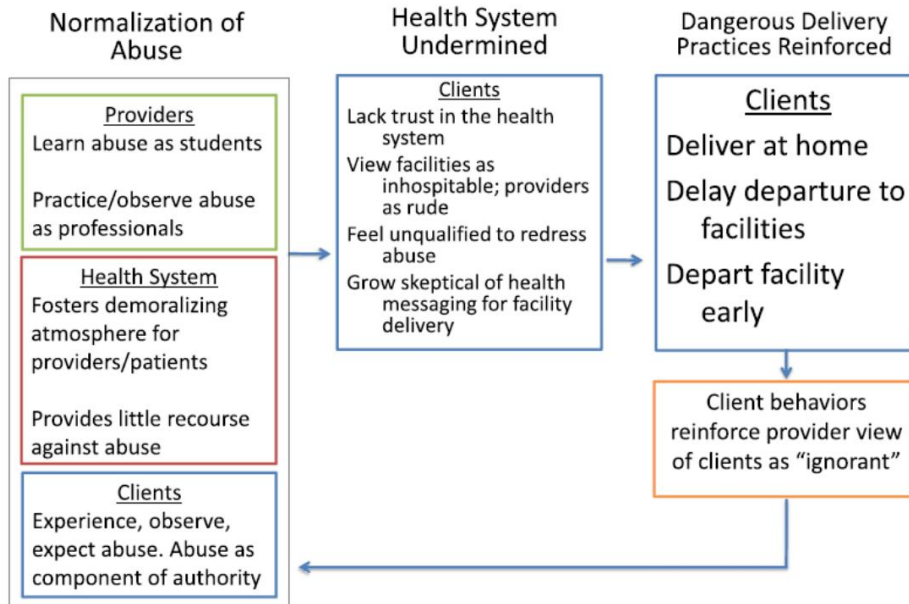 Normalization of
Abuse
Providers
Learn abuse as students
Practice/observe abuse
as professionals
Health System
Fosters demoralizing
atmosphere for
providers/patients
Provides little recourse
against abuse
Clients
Experience, observe,
expect abuse. Abuse as
component of authority
Health System
Undermined
Clients
Lack trust in the health
system
View facilities as
inhospitable; providers
as rude
Feel unqualified to redress
abuse
Grow skeptical of health
messaging for facility
delivery
Dangerous Delivery
Practices Reinforced
Clients
Deliver at home
Delay departure to
facilities
Depart facility
early
Client behaviors
reinforce provider view
of clients as “ignorant”